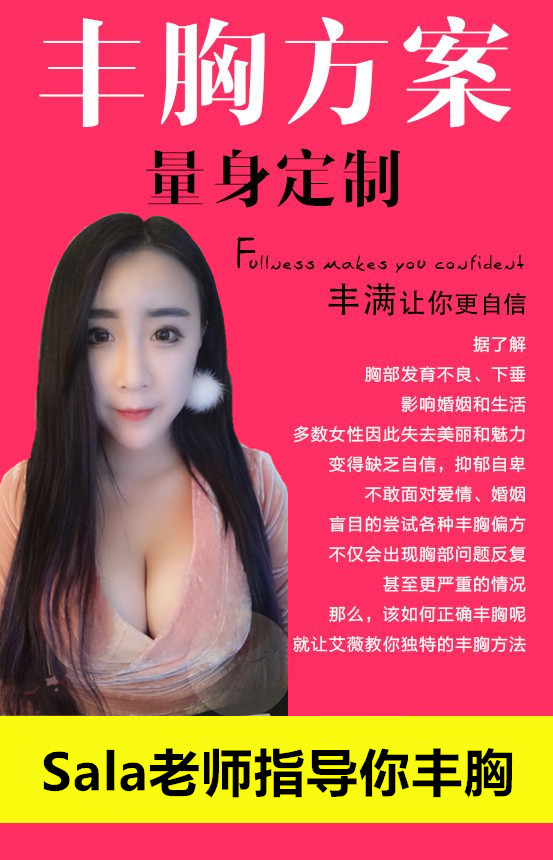 丰胸方案
量身定制
Fullness makes you confident
丰满让你更自信
据了解
胸部发育不良、下垂
影响婚姻和生活
多数女性因此失去美丽和魅力
变得缺乏自信，抑郁自卑
不敢面对爱情、婚姻
盲目的尝试各种丰胸偏方
不仅会出现胸部问题反复
甚至更严重的情况
那么，该如何正确丰胸呢
就让艾薇教你独特的丰胸方法
Sala老师指导你丰胸